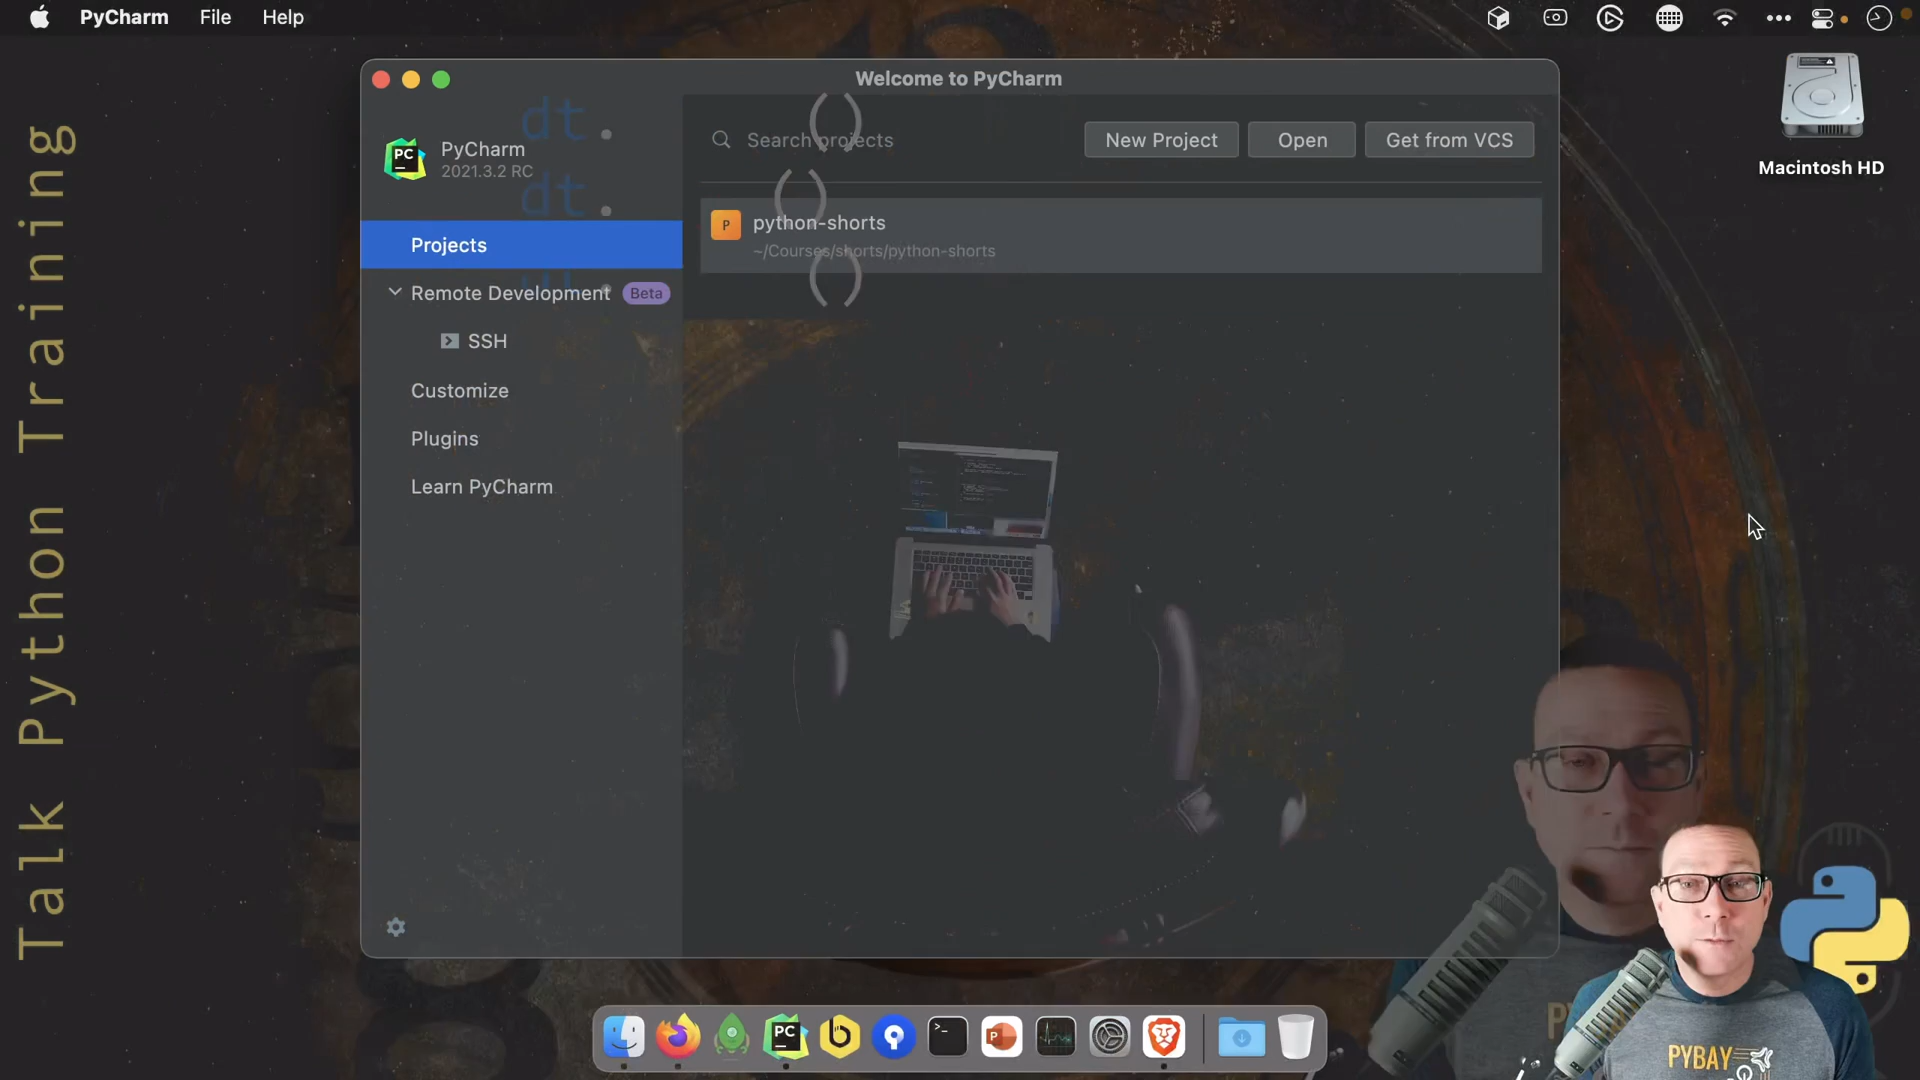 PyCharm File Help
Welcome to PyCharm
PyCharm
2021.3.2 RC
Projects
Remote Development Beta
SSH
Customize
Plugins
Learn PyCharm
Search projects
New Project
Open
Get from VCS
P
python-shorts
~/Courses/shorts/python-shorts
dt. ()
dt. ()
()
Macintosh HD
Talk Python Training
PC
PYBAY